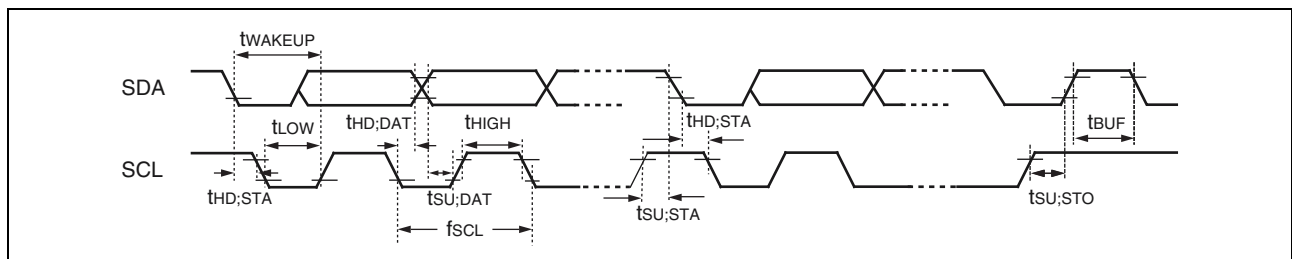 tWAKEUP
SDA
tLOW
tHD;DAT
tHIGH
tHD;STA
tBUF
SCL
tHD;STA
tSU;DAT
tSU;STA
tSU;STO
fSCL